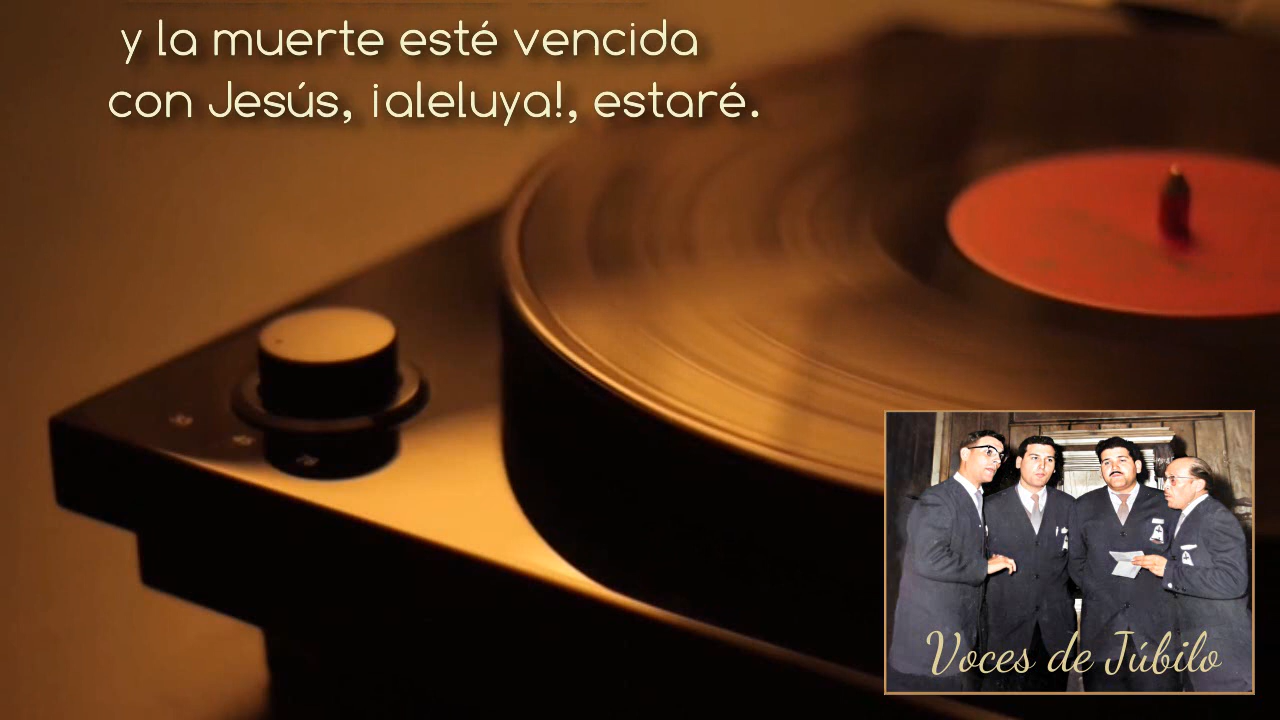 y la muerte esté vencida
con Jesús, ¡aleluya!, estaré.
Voces de Júbilo